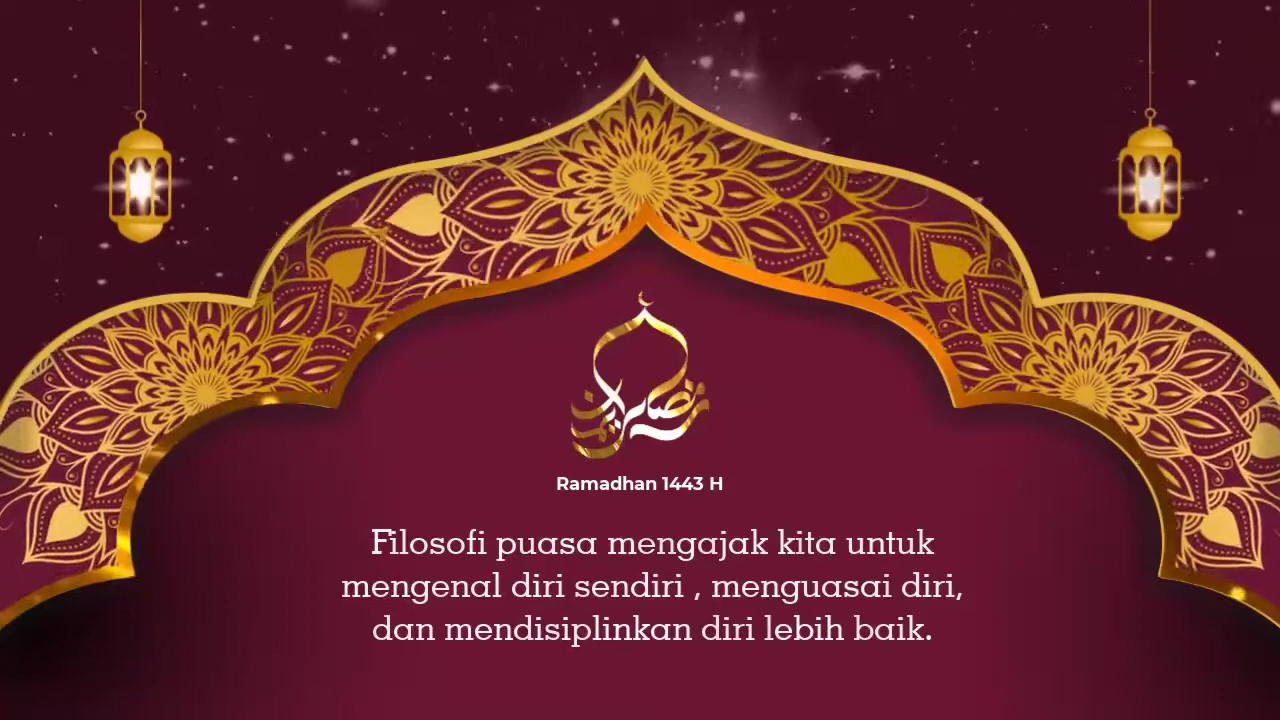 Ramadhan 1443 H
Filosofi puasa mengajak kita untuk
mengenal diri sendiri , menguasai diri,
dan mendisiplinkan diri lebih baik.